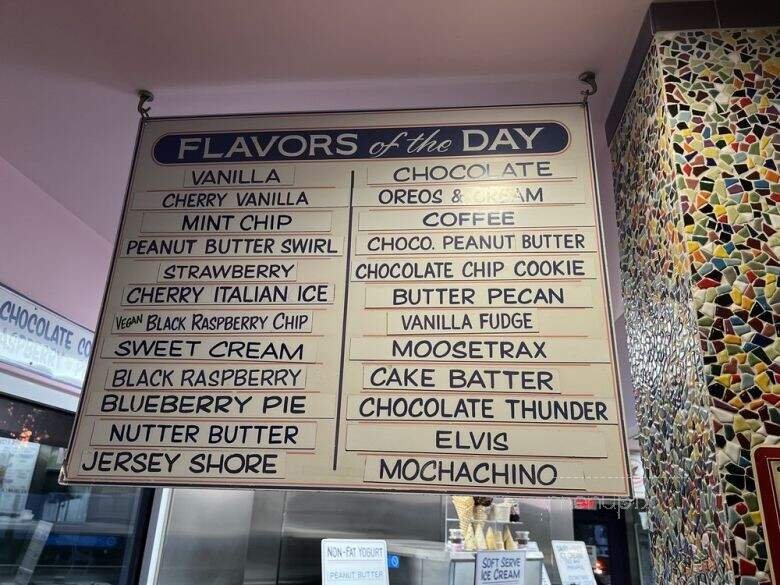 FLAVORS of the DAY
VANILLA
CHERRY VANILLA
MINT CHIP
PEANUT BUTTER SWIRL
STRAWBERRY
CHERRY ITALIAN ICE
VEGAN BLACK RASPBERRY CHIP
SWEET CREAM
BLACK RASPBERRY
BLUEBERRY PIE
NUTTER BUTTER
JERSEY SHORE
CHOCOLATE
OREOS & CREAM
COFFEE
CHOCO. PEANUT BUTTER
CHOCOLATE CHIP COOKIE
BUTTER PECAN
VANILLA FUDGE
MOOSETRAX
CAKE BATTER
CHOCOLATE THUNDER
ELVIS
MOCHACHINO
CHOCOLATE
NON-FAT YOGURT
PEANUT BUTTER
SOFT SERVE
ICE CREAM